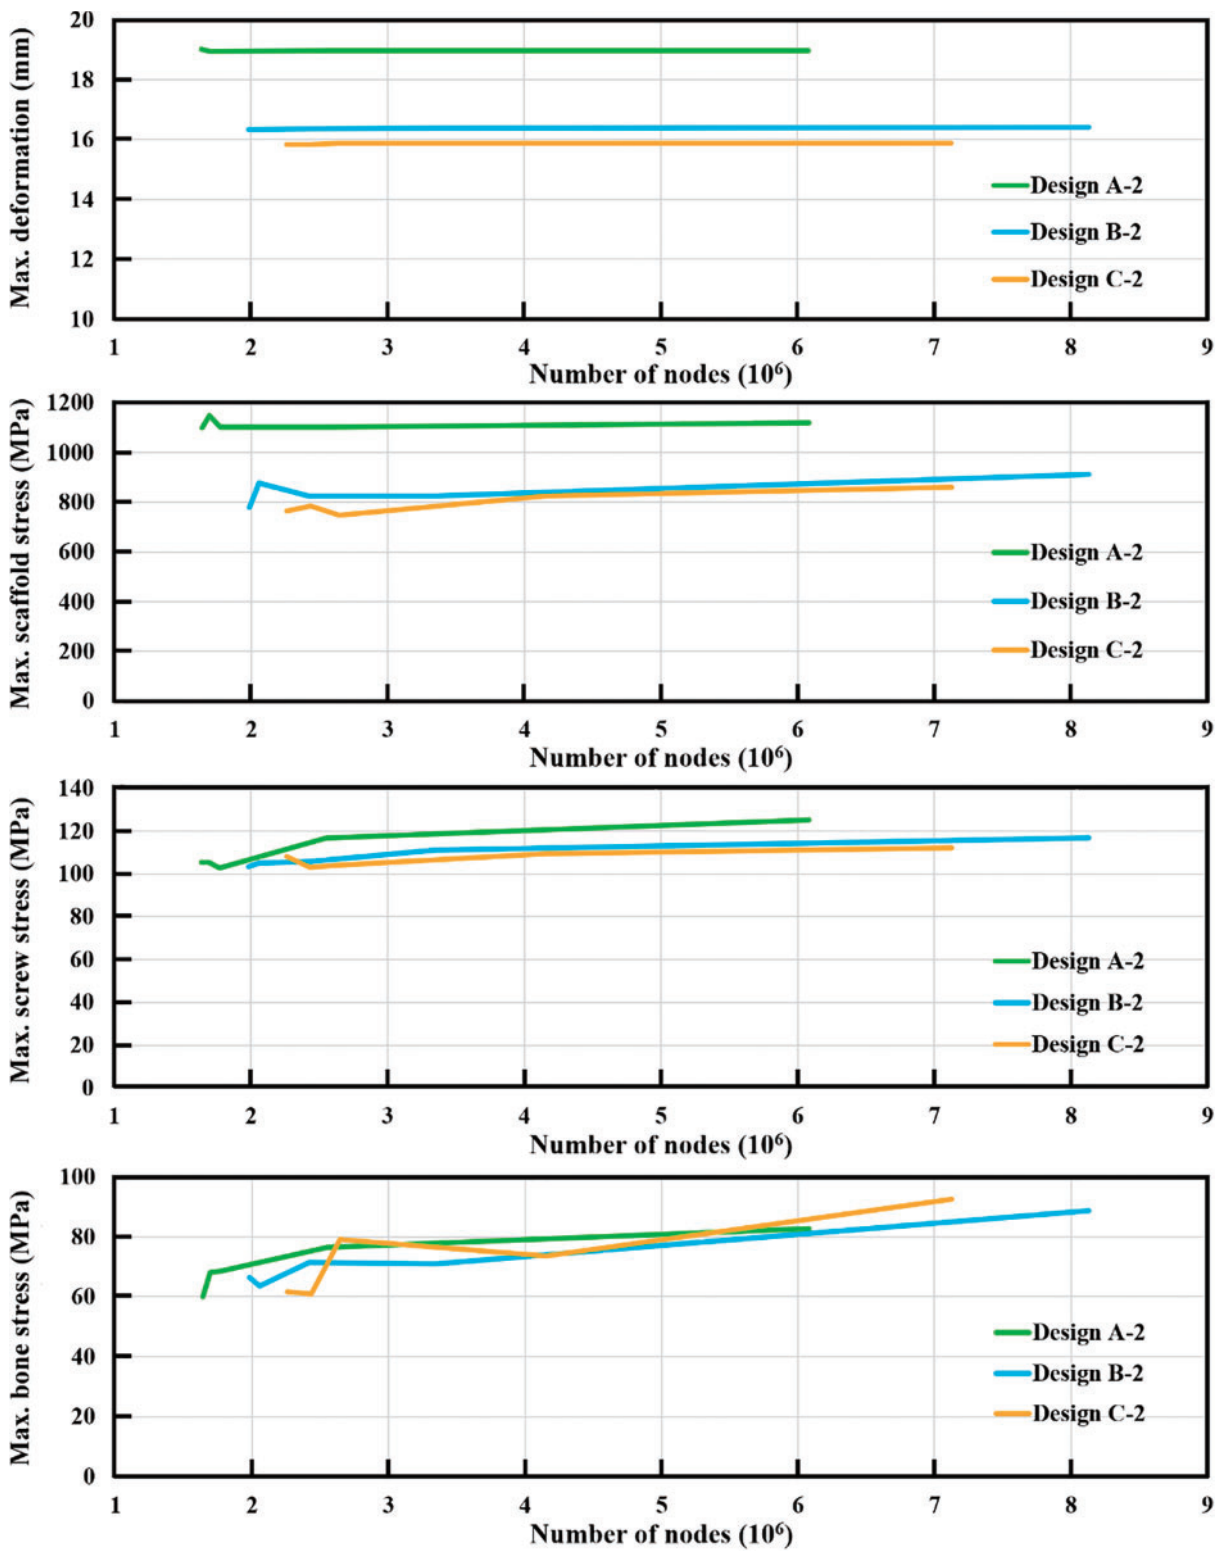 Max. deformation (mm)
20
18
16
14
12
10
Design A-2
Design B-2
Design C-2
1 2 3 4 5 6 7 8 9
Number of nodes (10⁶)
Max. scaffold stress (MPa)
1200
1000
800
600
400
200
0
Design A-2
Design B-2
Design C-2
1 2 3 4 5 6 7 8 9
Number of nodes (10⁶)
Max. screw stress (MPa)
140
120
100
80
60
40
20
0
Design A-2
Design B-2
Design C-2
1 2 3 4 5 6 7 8 9
Number of nodes (10⁶)
Max. bone stress (MPa)
100
80
60
40
20
0
Design A-2
Design B-2
Design C-2
1 2 3 4 5 6 7 8 9
Number of nodes (10⁶)